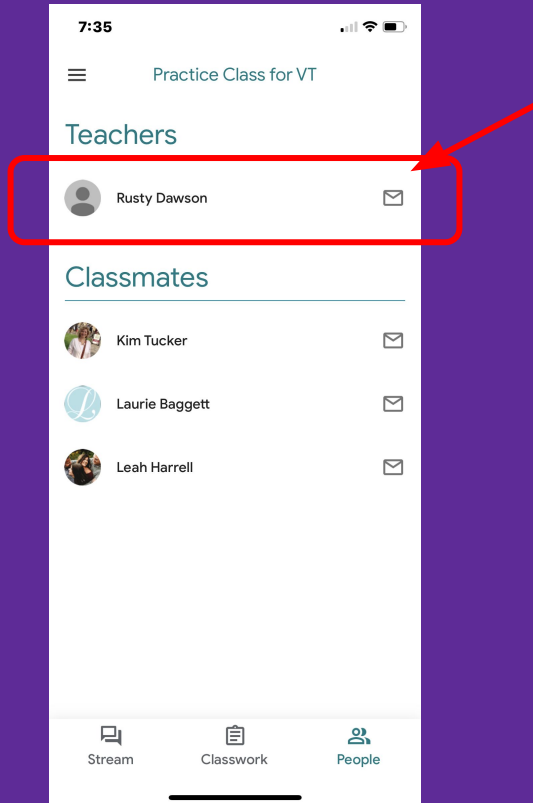 7:35
Practice Class for VT
Teachers
Rusty Dawson
Classmates
Kim Tucker
L
Laurie Baggett
Leah Harrell
Stream Classwork People